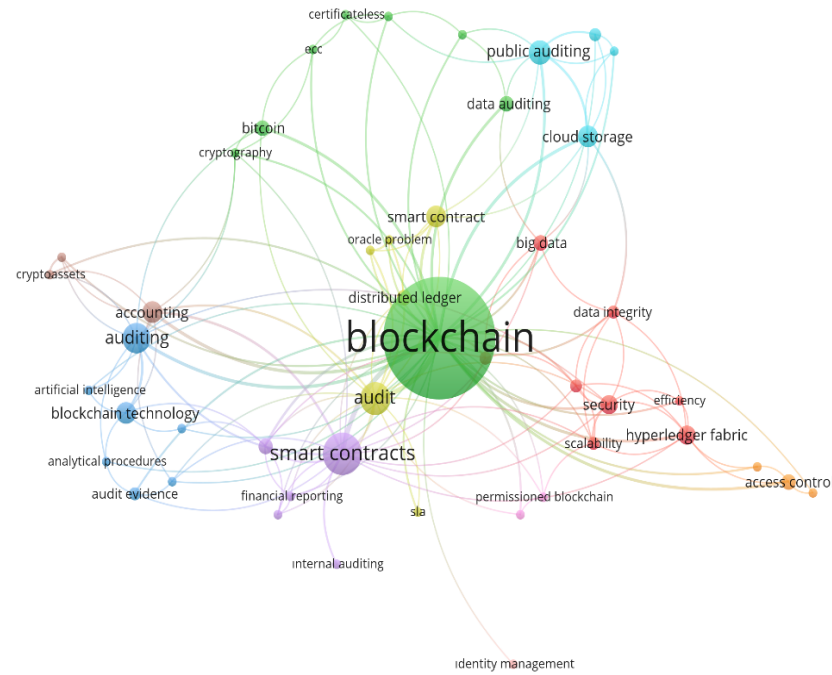 certificateless
ecc
public auditing
data auditing
bitcoin
cloud storage
cryptography
smart contract
oracle problem
big data
cryptoassets
distributed ledger
accounting
data integrity
auditing
blockchain
artificial intelligence
audit
efficiency
security
blockchain technology
hyperledger fabric
scalability
smart contracts
analytical procedures
access contro
audit evidence
financial reporting
permissioned blockchain
sla
internal auditing
identity management